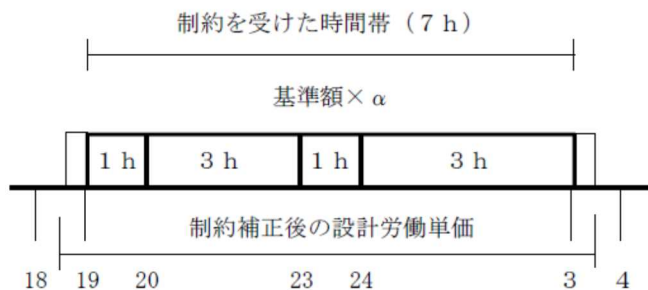 制約を受けた時間帯（7ｈ）
基準額×α
1ｈ 3ｈ 1ｈ 3ｈ
制約補正後の設計労働単価
18 19 20 23 24 3 4